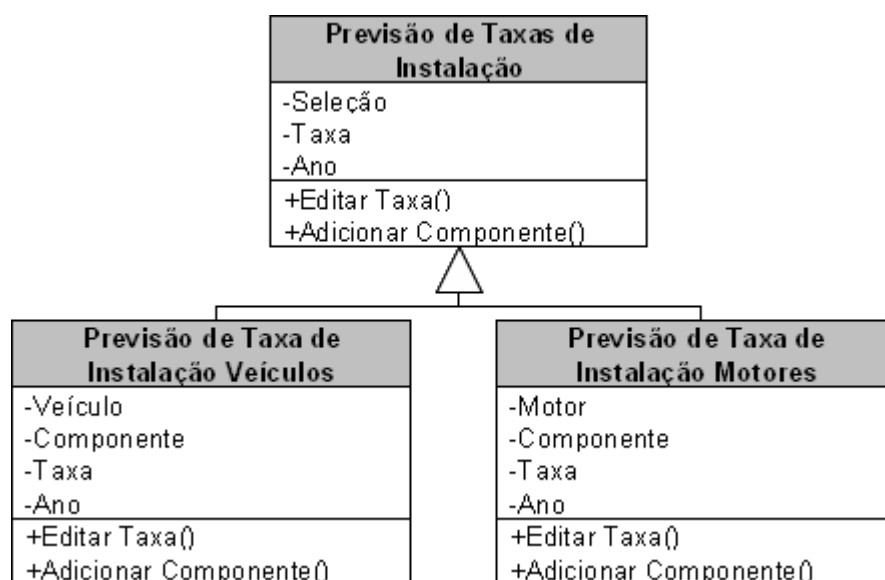 Previsão de Taxas de
Instalação
-Seleção
-Taxa
-Ano
+Editar Taxa()
+Adicionar Componente()
Previsão de Taxa de
Instalação Veículos
-Veículo
-Componente
-Taxa
-Ano
+Editar Taxa()
+Adicionar Componente()
Previsão de Taxa de
Instalação Motores
-Motor
-Componente
-Taxa
-Ano
+Editar Taxa()
+Adicionar Componente()